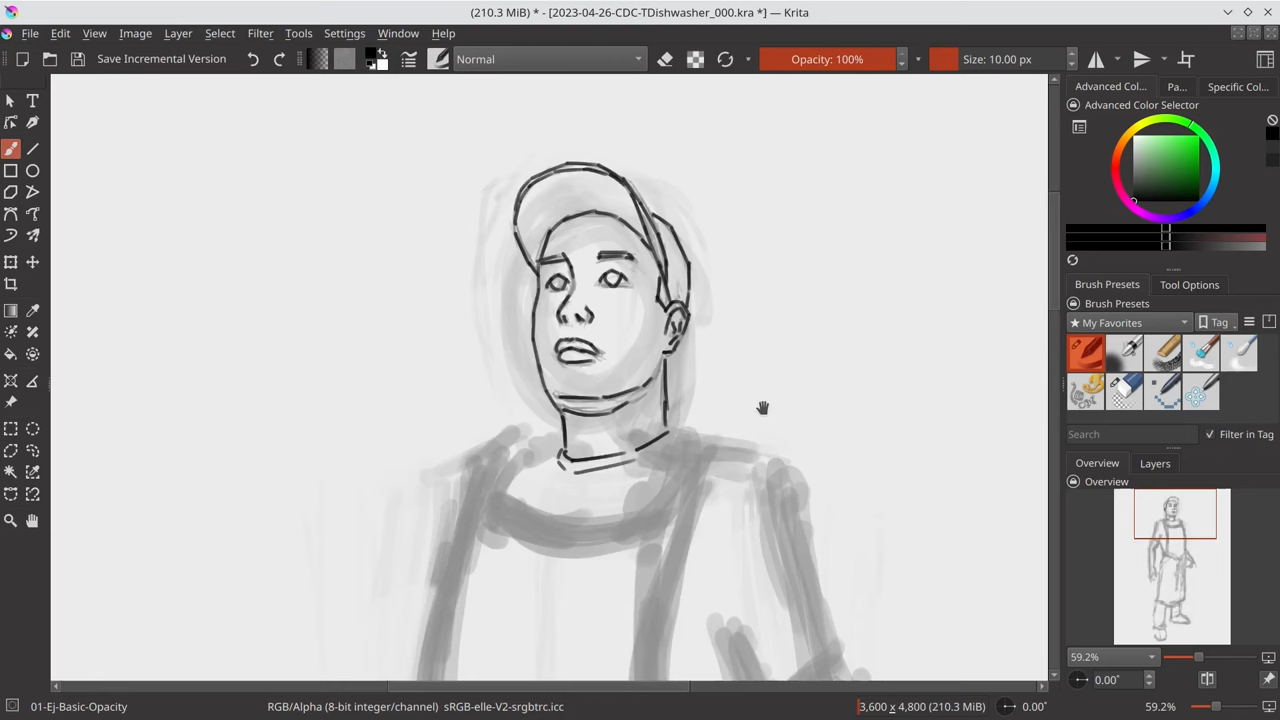 (210.3 MiB) * - [2023-04-26-CDC-TDishwasher_000.kra *] — Krita
File Edit View Image Layer Select Filter Tools Settings Window Help
Save Incremental Version Normal Opacity: 100% Size: 10.00 px
Advanced Col... Pa... Specific Col...
Advanced Color Selector
Brush Presets Tool Options
Brush Presets
★ My Favorites Tag
Search Filter in Tag
Overview Layers
Overview
59.2%
0.00°
01-Ej-Basic-Opacity RGB/Alpha (8-bit integer/channel) sRGB-elle-V2-srgbtrc.icc 3,600 x 4,800 (210.3 MiB) 0.00° 59.2%